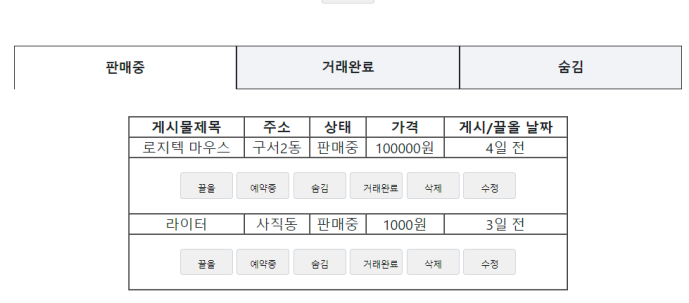 판매중 거래완료 숨김
게시물제목 주소 상태 가격 게시/끌올 날짜
로지텍 마우스 구서2동 판매중 100000원 4일 전
끌올 예약중 숨김 거래완료 삭제 수정
라이터 사직동 판매중 1000원 3일 전
끌올 예약중 숨김 거래완료 삭제 수정